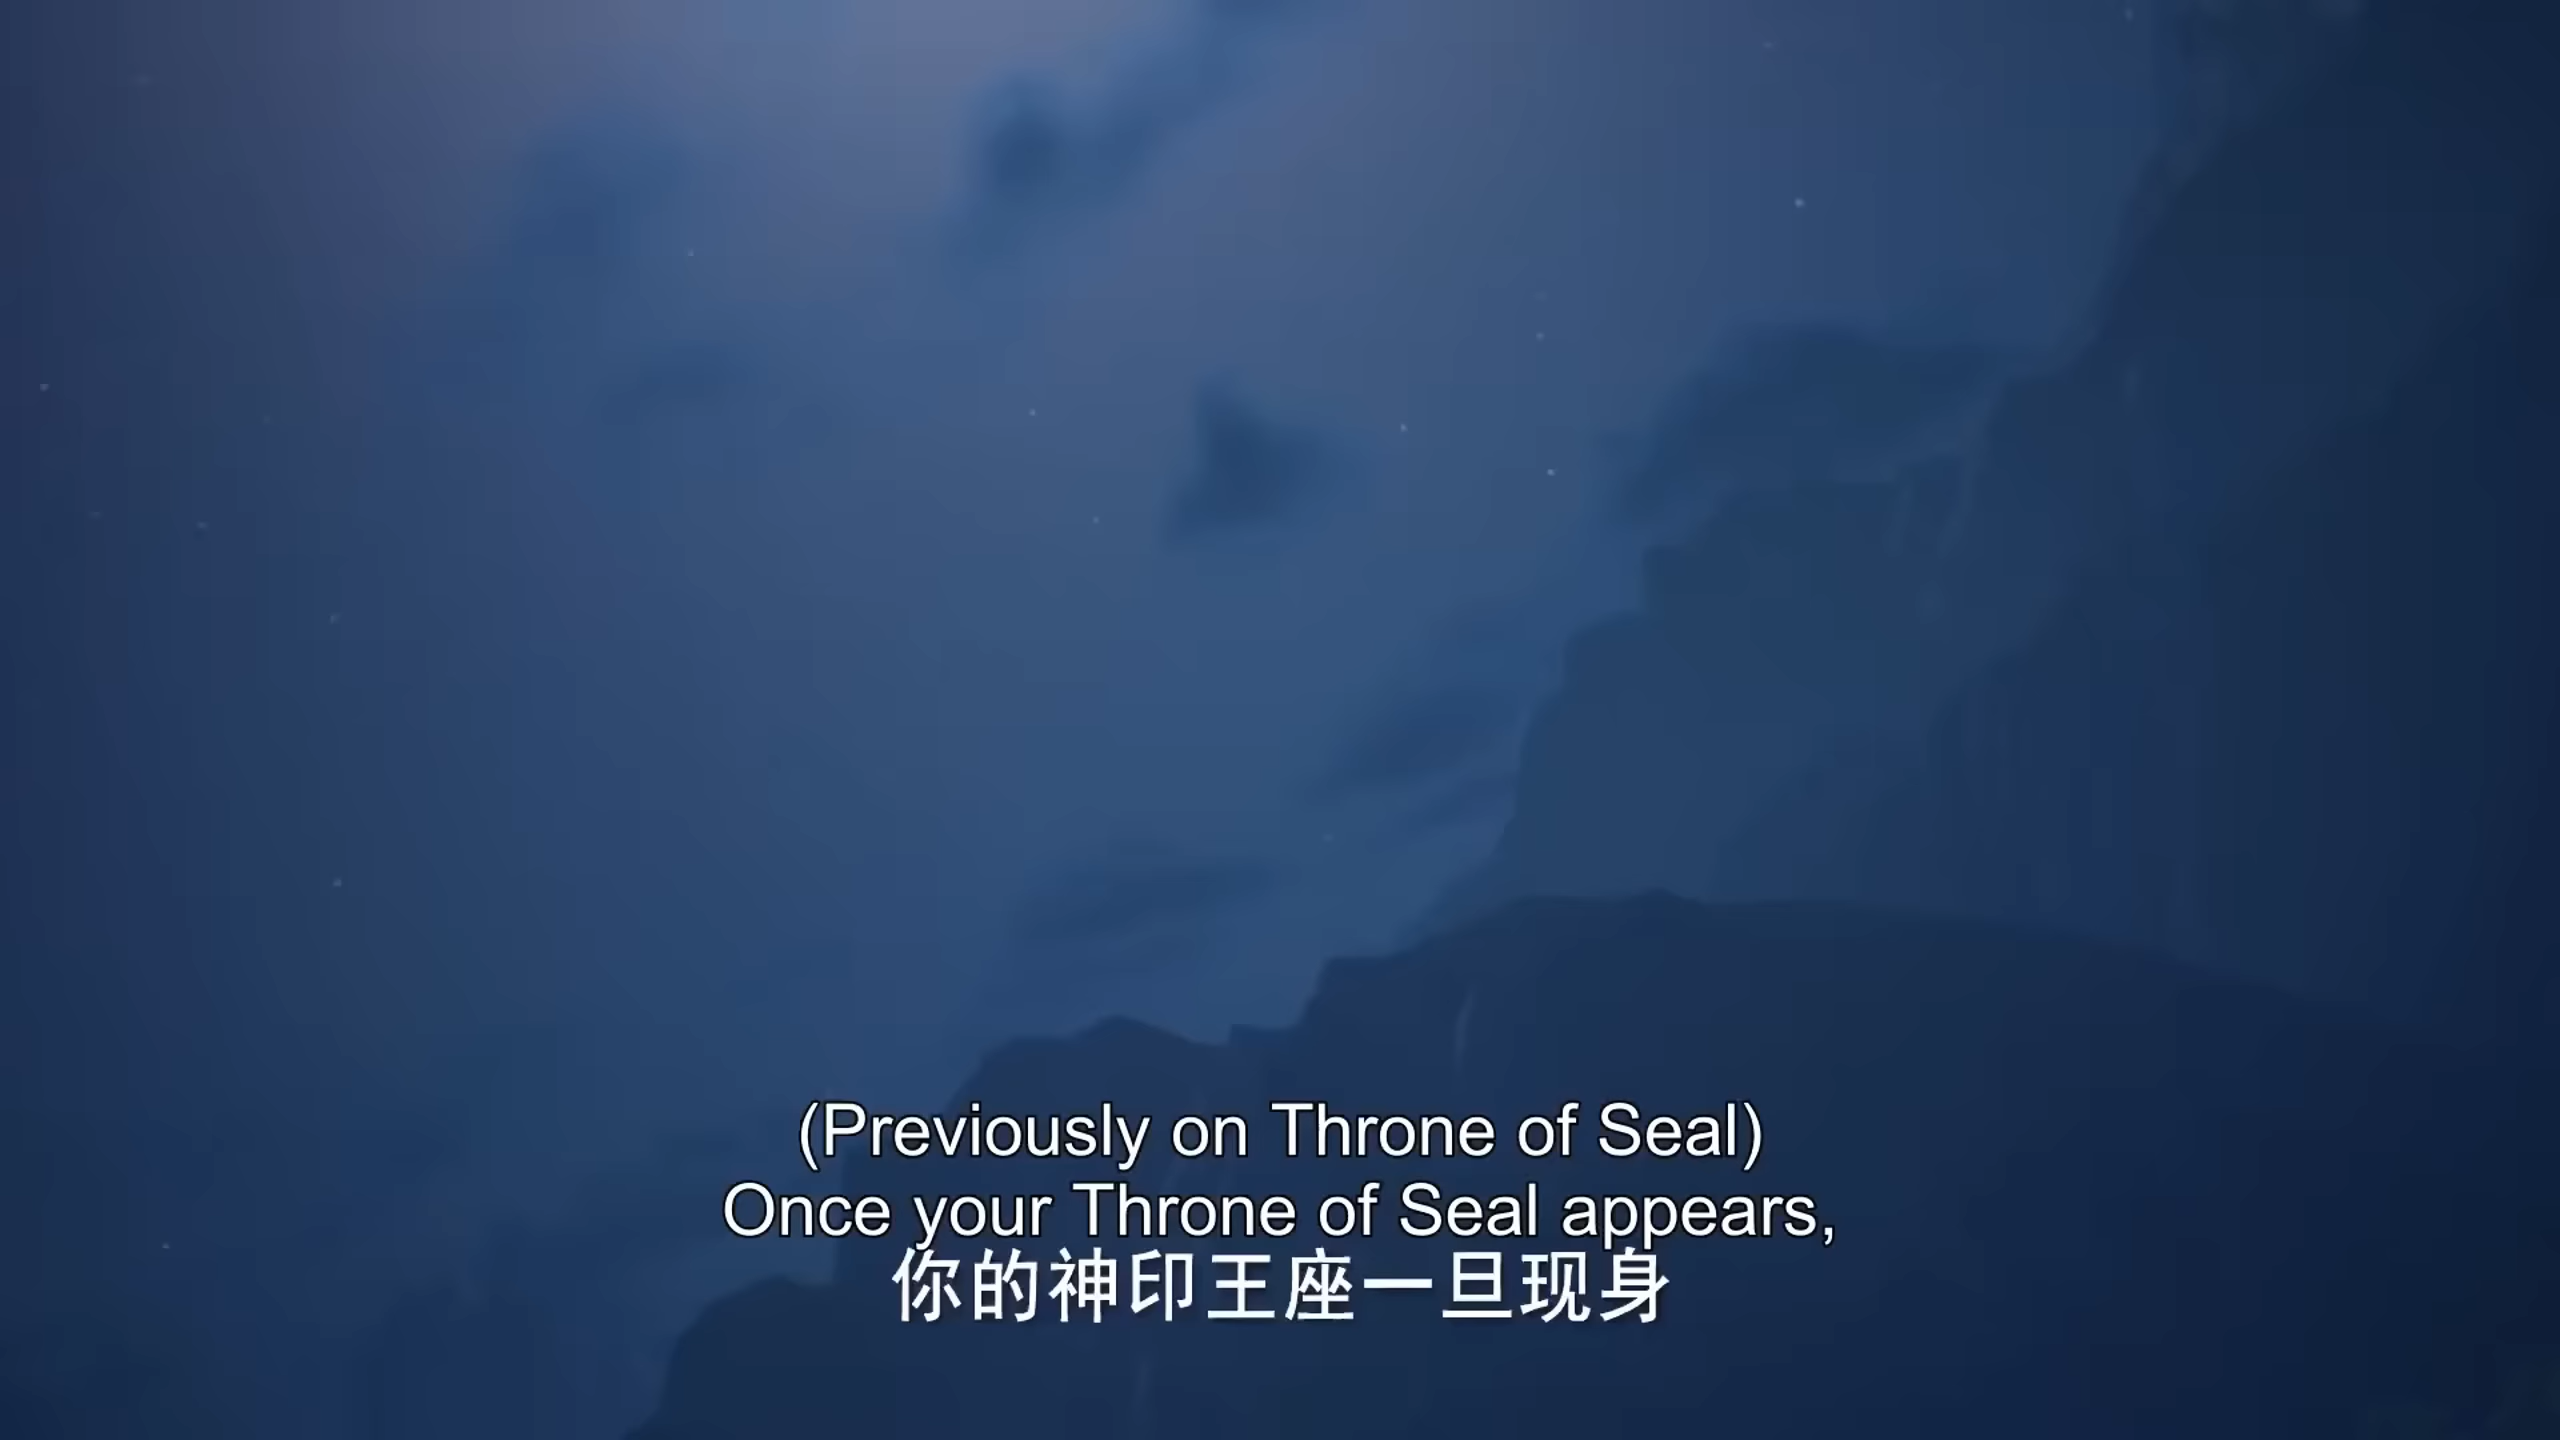 (Previously on Throne of Seal)
Once your Throne of Seal appears,
你的神印王座一旦现身